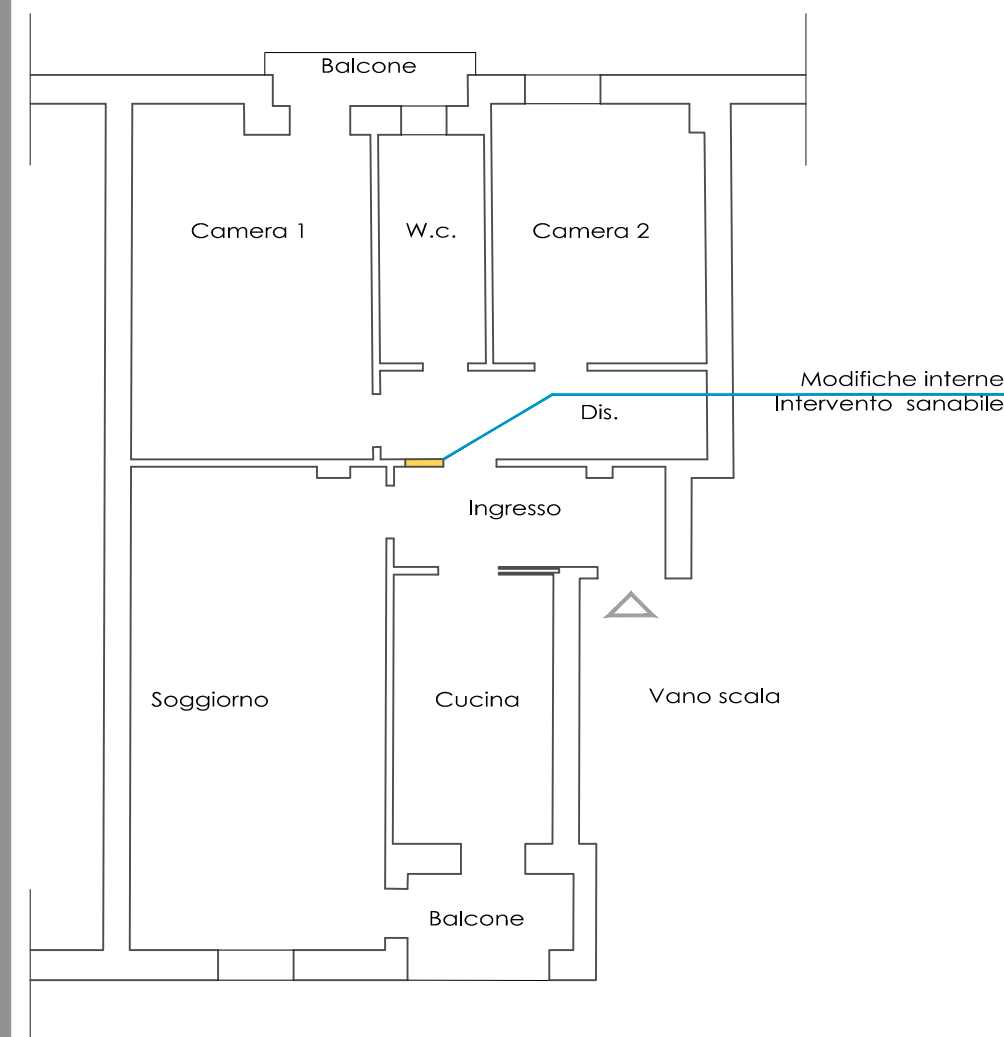 Balcone
Camera 1
W.c.
Camera 2
Modifiche interne
Intervento sanabile
Dis.
Ingresso
Soggiorno
Cucina
Vano scala
Balcone